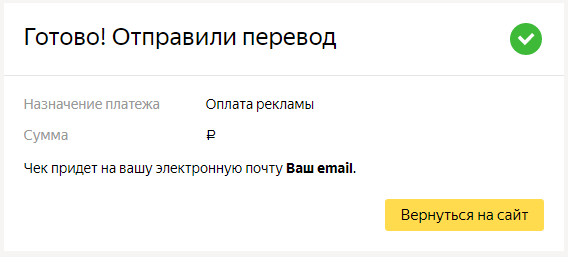 Готово! Отправили перевод
Назначение платежа Оплата рекламы
Сумма ₽
Чек придет на вашу электронную почту Ваш email.
Вернуться на сайт